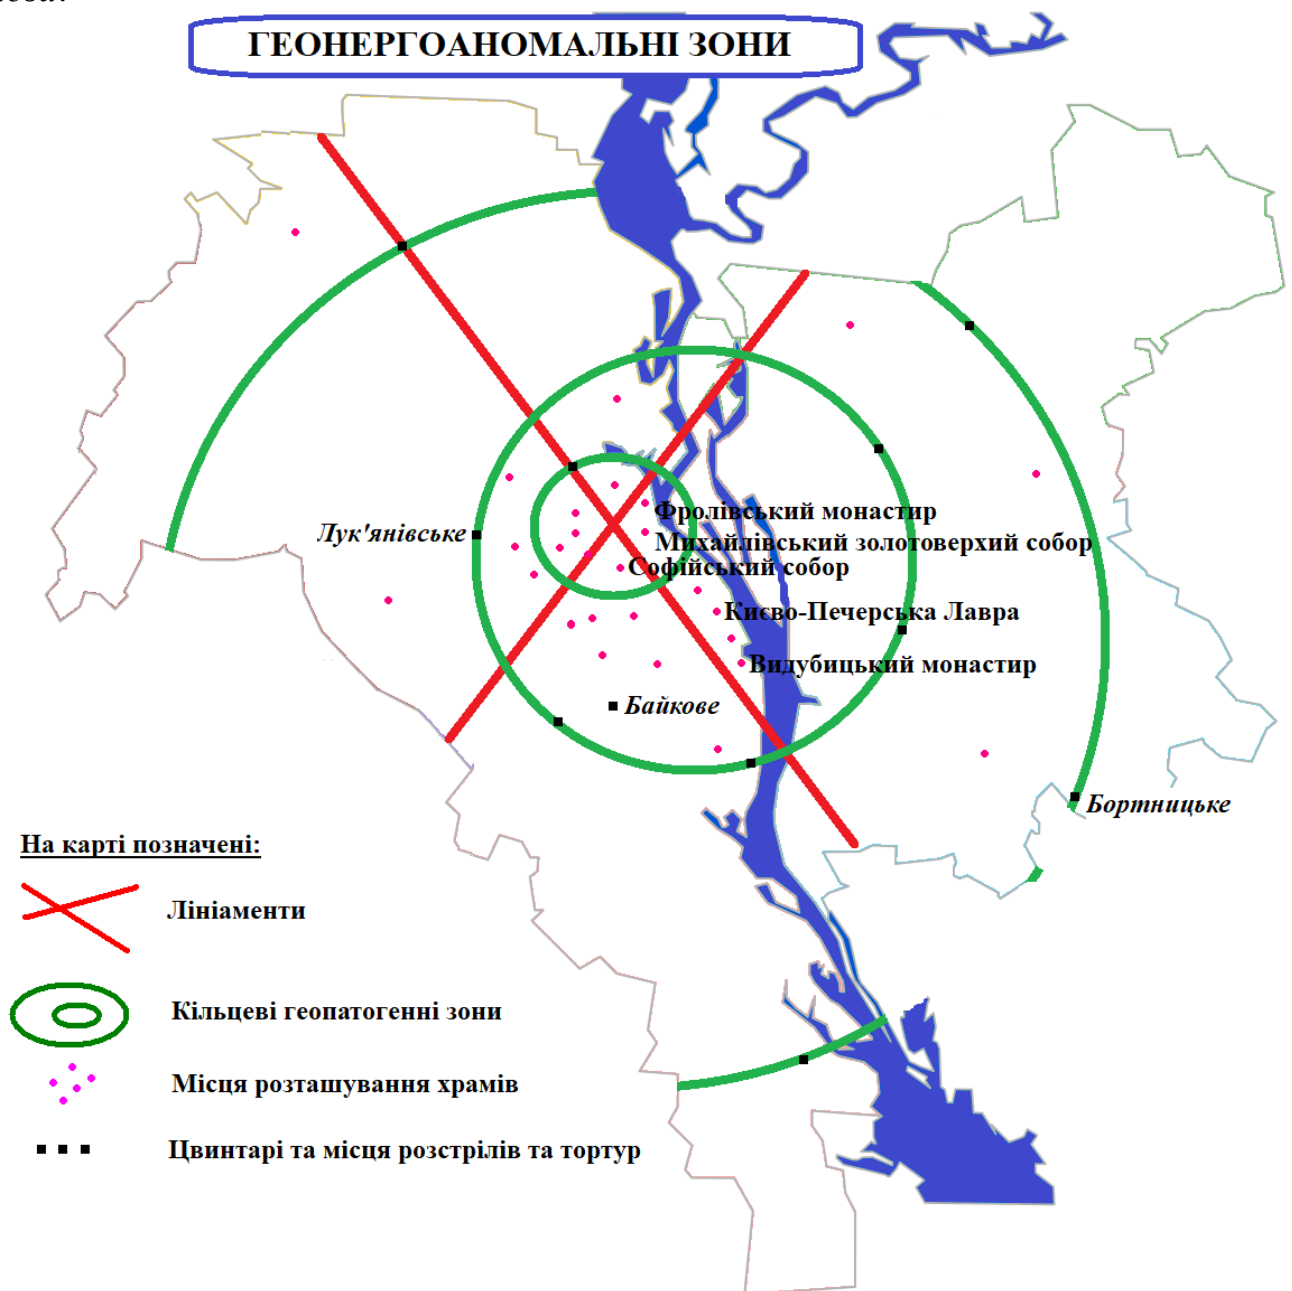 ГЕОНЕРГОАНОМАЛЬНІ ЗОНИ
Фролівський монастир
Лук'янівське
Михайлівський золотоверхий собор
Софійський собор
Києво-Печерська Лавра
Видубицький монастир
Байкове
Бортницьке
На карті позначені:
Лініаменти
Кільцеві геопатогенні зони
Місця розташування храмів
Цвинтарі та місця розстрілів та тортур